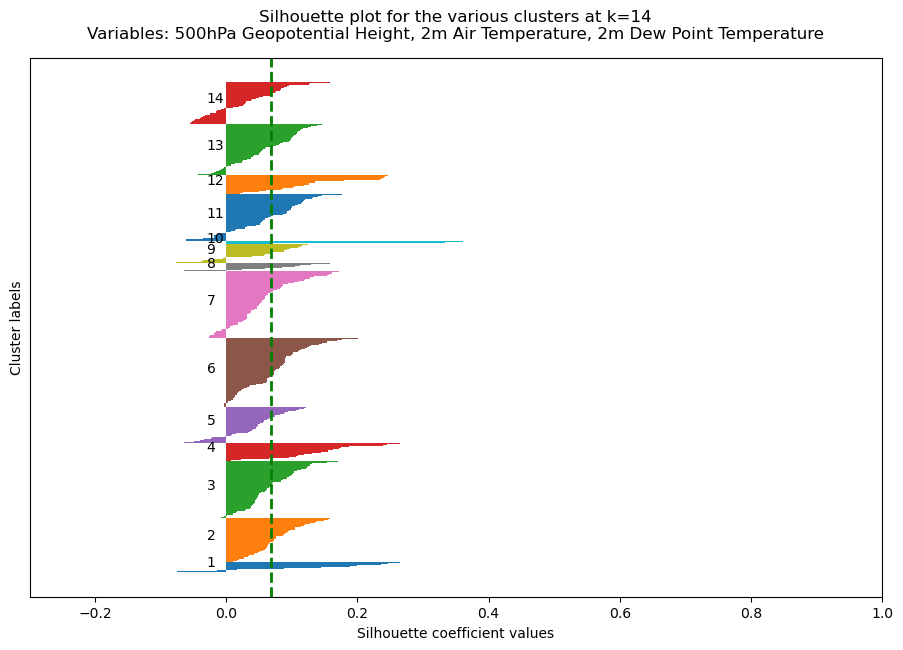 Silhouette plot for the various clusters at k=14
Variables: 500hPa Geopotential Height, 2m Air Temperature, 2m Dew Point Temperature
Cluster labels
14
13
12
11
10
9
8
7
6
5
4
3
2
1
−0.2 0.0 0.2 0.4 0.6 0.8 1.0
Silhouette coefficient values